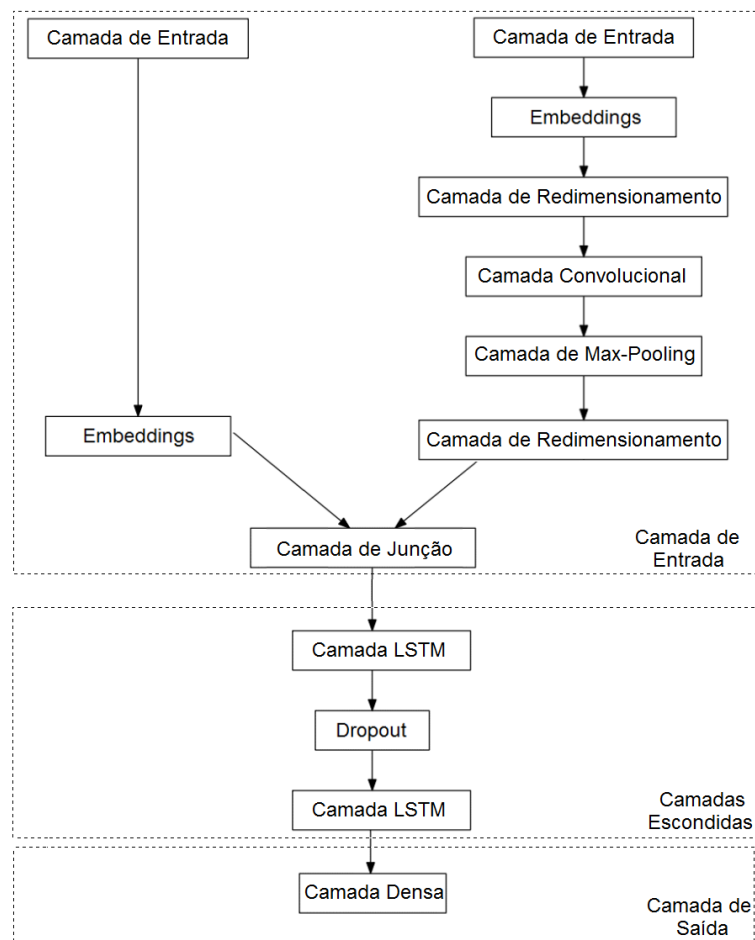 Camada de Entrada
Camada de Entrada
Embeddings
Camada de Redimensionamento
Camada Convolucional
Camada de Max-Pooling
Embeddings
Camada de Redimensionamento
Camada de Junção
Camada de
Entrada
Camada LSTM
Dropout
Camada LSTM
Camadas
Escondidas
Camada Densa
Camada de
Saída